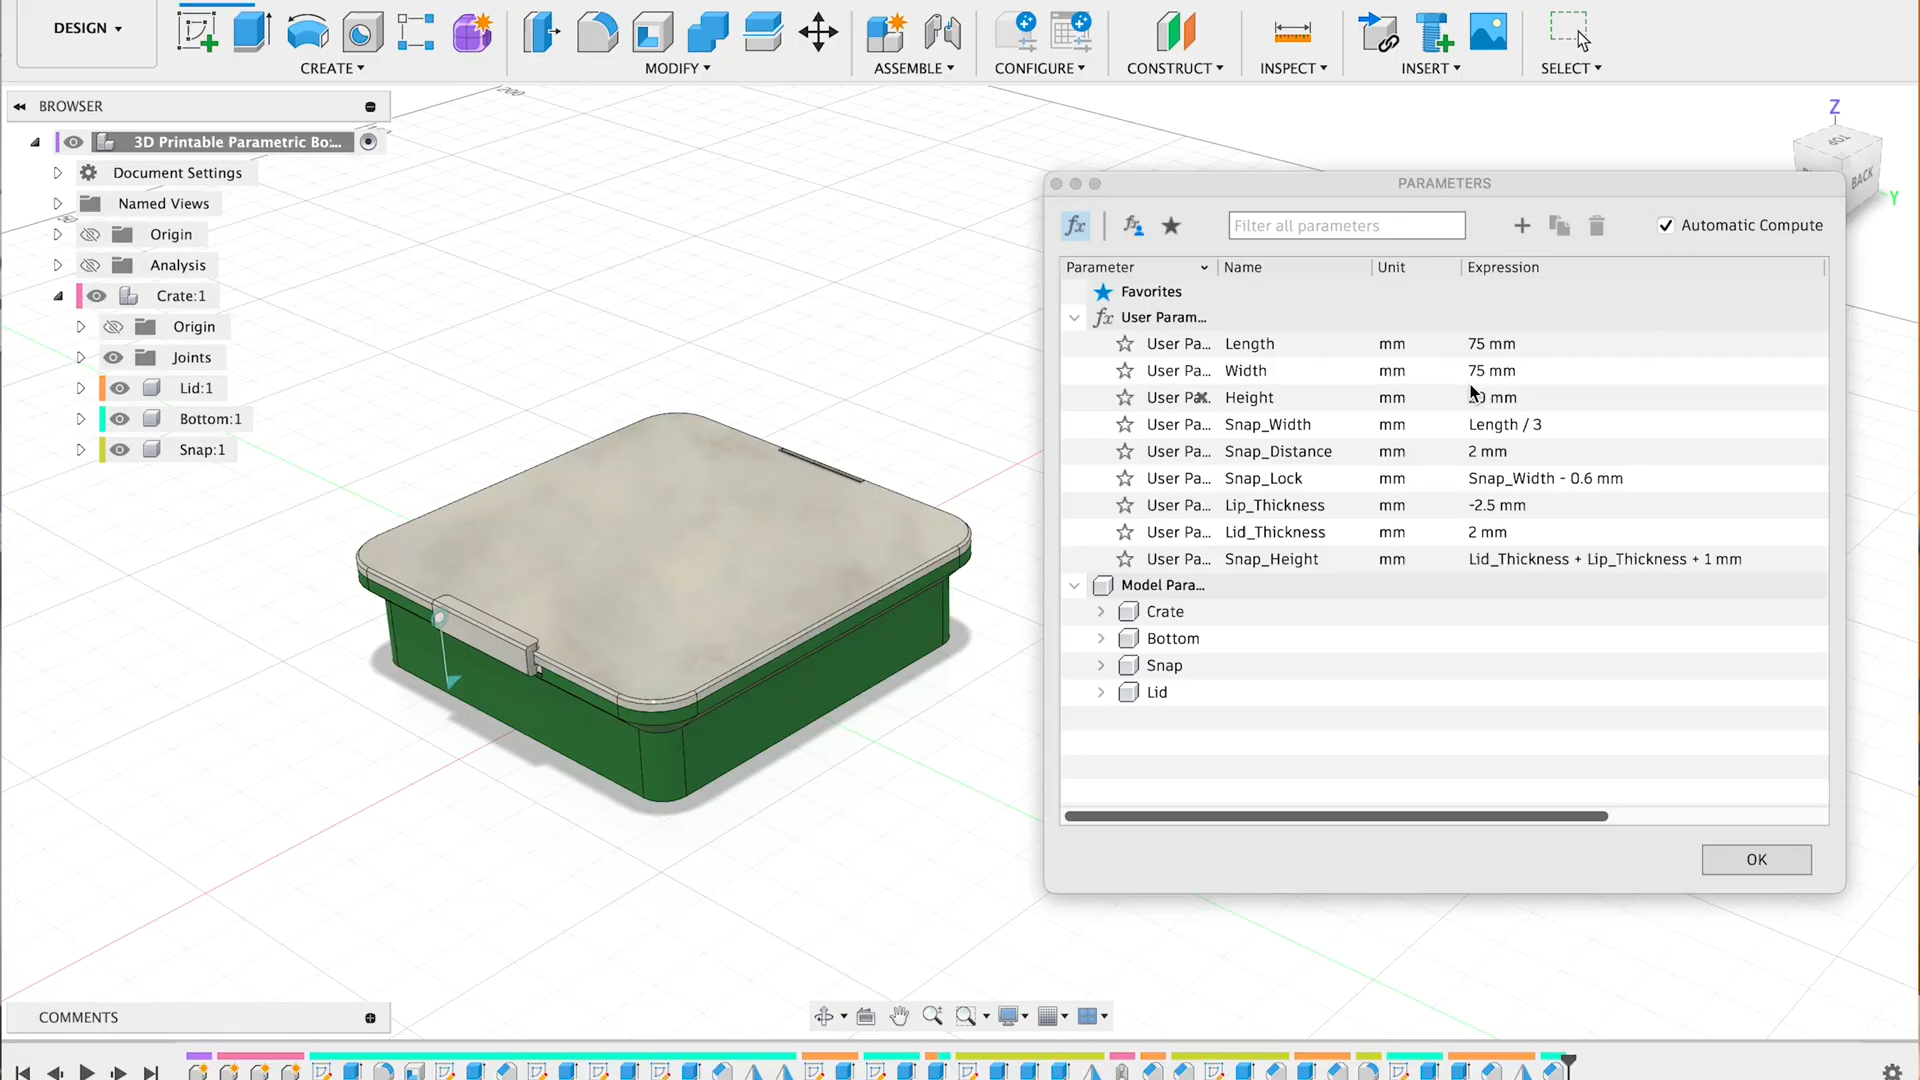 DESIGN
CREATE
MODIFY
ASSEMBLE
CONFIGURE
CONSTRUCT
INSPECT
INSERT
SELECT
BROWSER
200
3D Printable Parametric Bo:...
Document Settings
Named Views
Origin
Analysis
Crate:1
Origin
Joints
Lid:1
Bottom:1
Snap:1
Z
TOP
BACK
Y
PARAMETERS
fx
Filter all parameters
Automatic Compute
Parameter Name Unit Expression
Favorites
fx User Param...
User Pa... Length mm 75 mm
User Pa... Width mm 75 mm
User Height mm mm
User Pa... Snap_Width mm Length / 3
User Pa... Snap_Distance mm 2 mm
User Pa... Snap_Lock mm Snap_Width - 0.6 mm
User Pa... Lip_Thickness mm -2.5 mm
User Pa... Lid_Thickness mm 2 mm
User Pa... Snap_Height mm Lid_Thickness + Lip_Thickness + 1 mm
Model Para...
Crate
Bottom
Snap
Lid
OK
COMMENTS